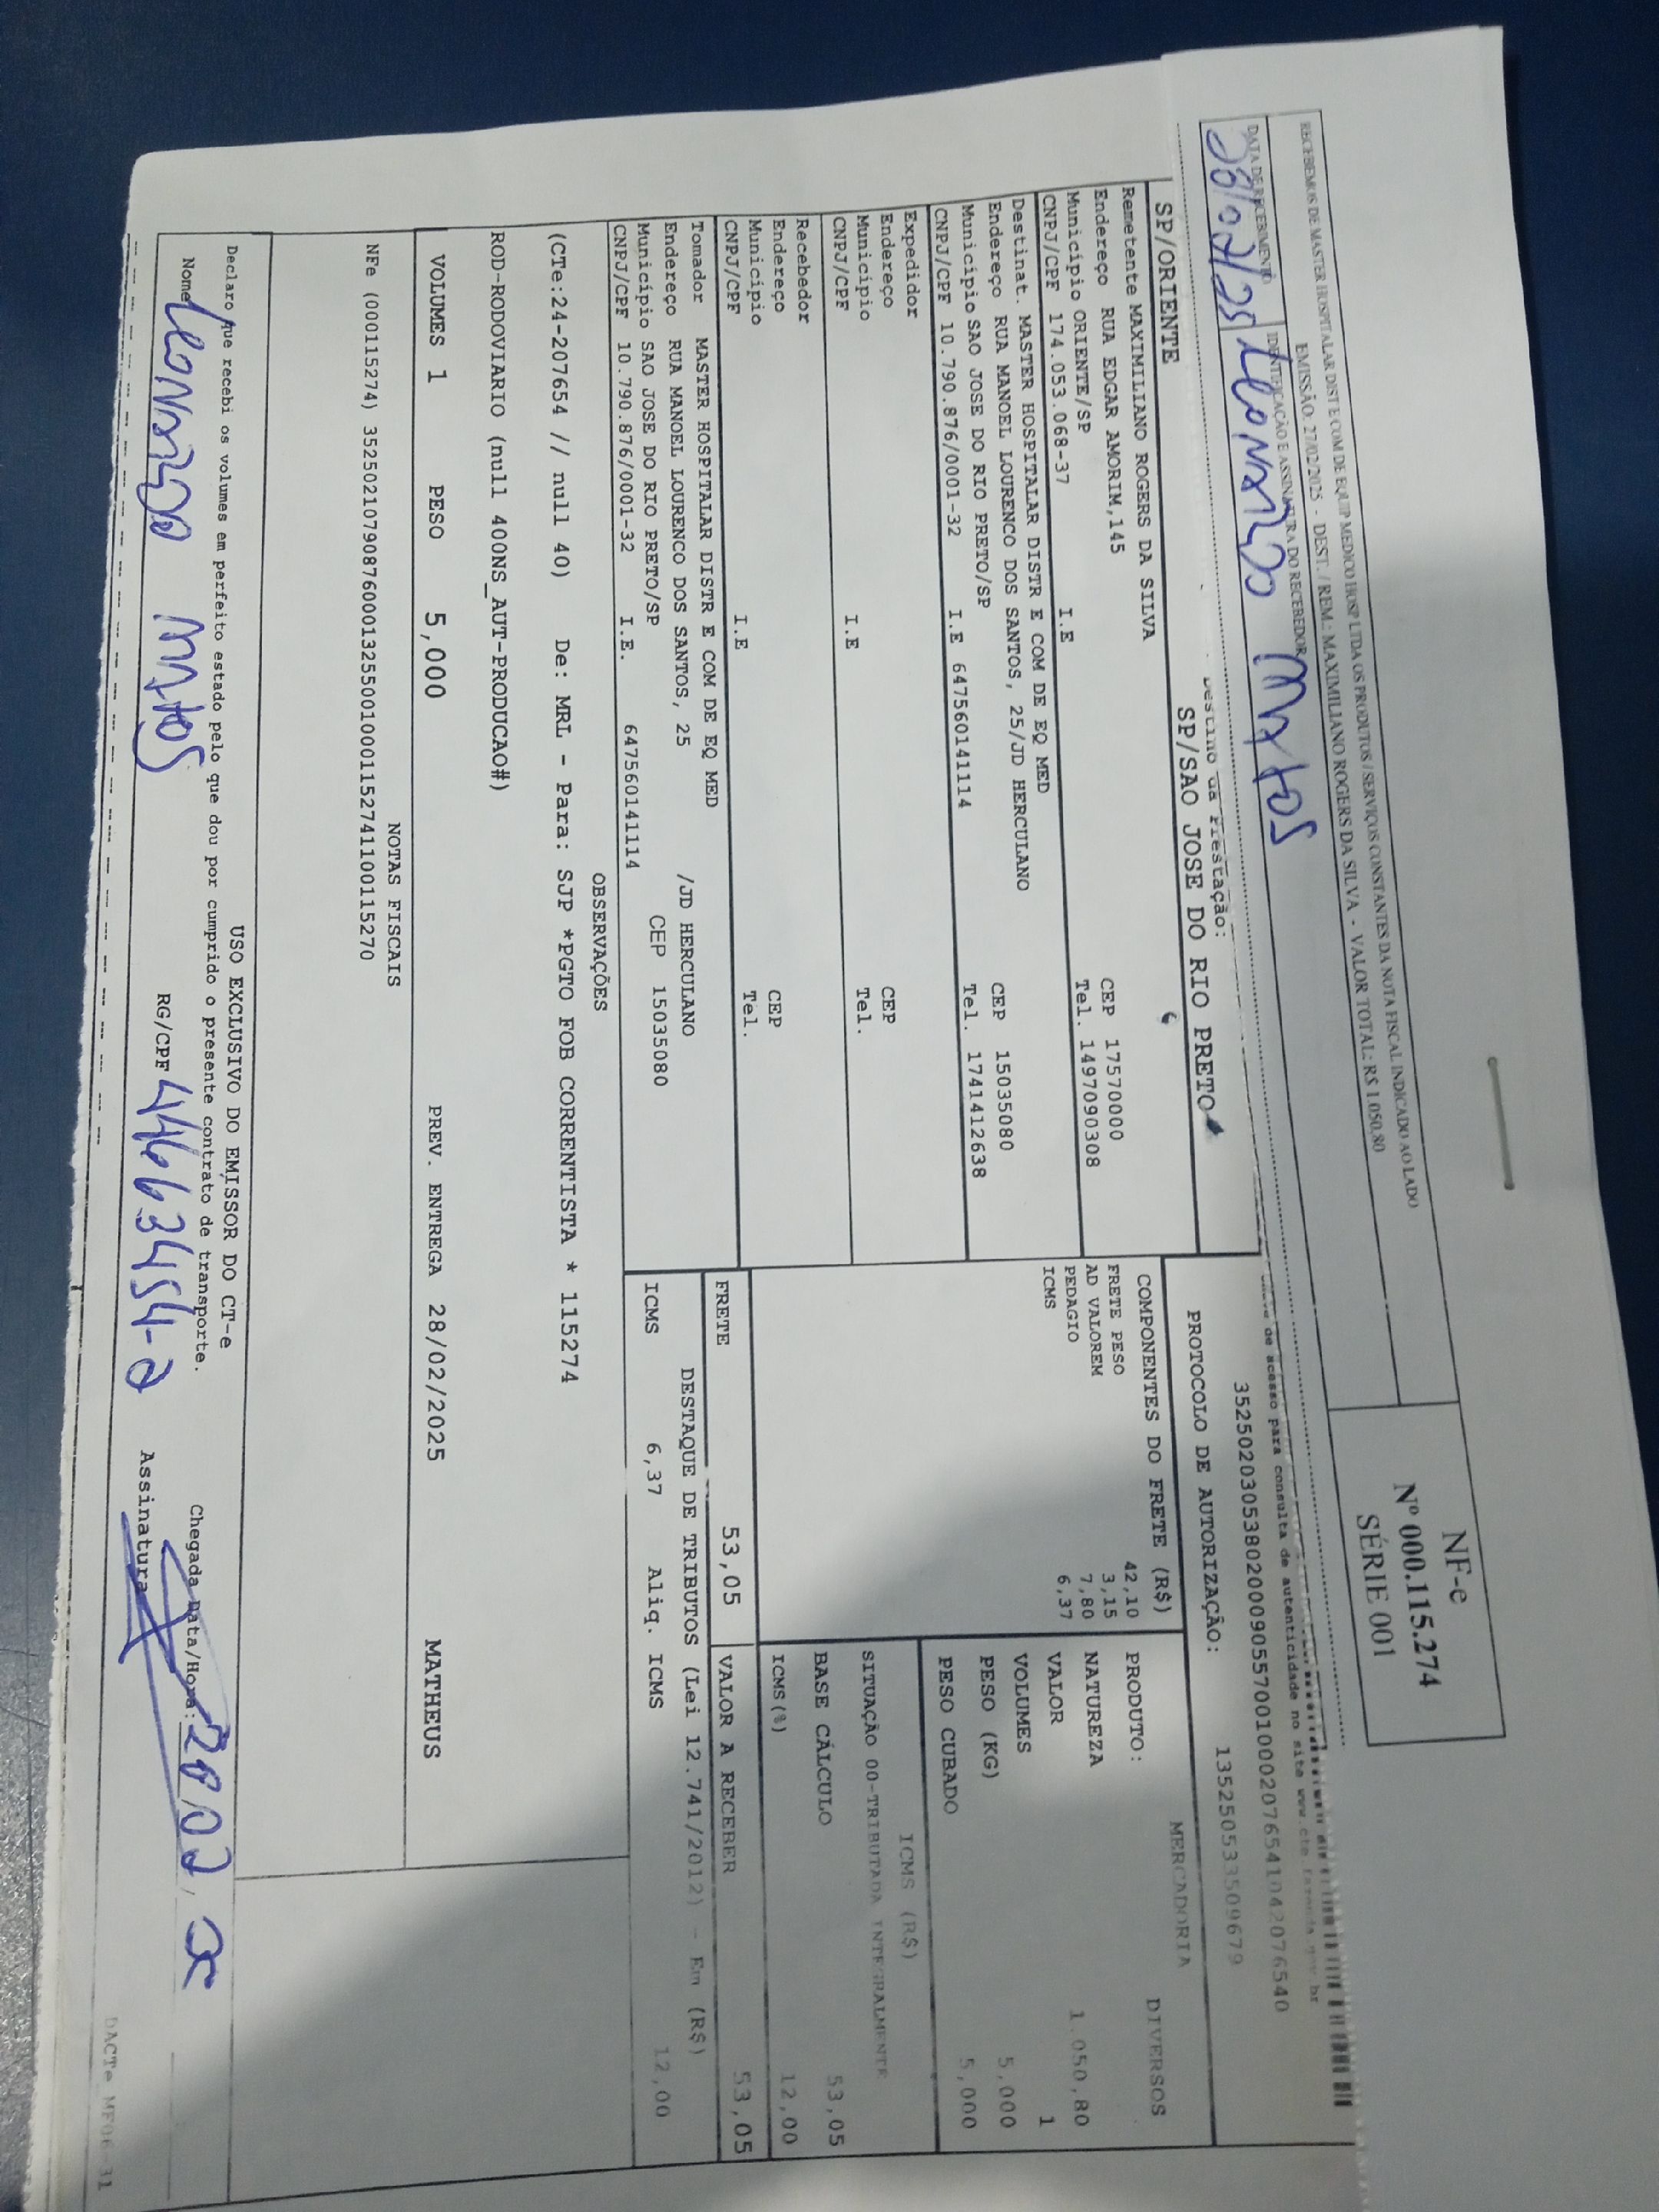 RECEBEMOS DE MASTER HOSPITALAR DIST E COM DE EQUIP MEDICO HOSP LTDA OS PRODUTOS / SERVIÇOS CONSTANTES DA NOTA FISCAL INDICADO AO LADO
EMISSÃO: 27/02/2025 - DEST. / REM.: MAXIMILIANO ROGERS DA SILVA - VALOR TOTAL: R$ 1.050,80
DATA DE RECEBIMENTO
IDENTIFICAÇÃO E ASSINATURA DO RECEBEDOR
28/02/25 Leonardo Matos
NF-e
Nº 000.115.274
SÉRIE 001
de acesso para consulta de autenticidade no site www.cte.fazenda.gov.br
35250203053802000905570010002076541042076540
Destino da Prestação:
SP/ORIENTE
SP/SAO JOSE DO RIO PRETO
PROTOCOLO DE AUTORIZAÇÃO:
135250533509679
Remetente MAXIMILIANO ROGERS DA SILVA
Endereço RUA EDGAR AMORIM,145
CEP 17570000
Município ORIENTE/SP
Tel. 1497090308
CNPJ/CPF 174.053.068-37
I.E
Destinat. MASTER HOSPITALAR DISTR E COM DE EQ MED
Endereço RUA MANOEL LOURENCO DOS SANTOS, 25/JD HERCULANO
CEP 15035080
Município SAO JOSE DO RIO PRETO/SP
Tel. 1741412638
CNPJ/CPF 10.790.876/0001-32
I.E 647560141114
Expedidor
Endereço
CEP
Município
Tel.
CNPJ/CPF
I.E
Recebedor
Endereço
CEP
Município
Tel.
CNPJ/CPF
I.E
Tomador MASTER HOSPITALAR DISTR E COM DE EQ MED
Endereço RUA MANOEL LOURENCO DOS SANTOS, 25 /JD HERCULANO
Município SAO JOSE DO RIO PRETO/SP
CEP 15035080
CNPJ/CPF 10.790.876/0001-32
I.E. 647560141114
COMPONENTES DO FRETE (R$)
FRETE PESO 42,10
AD VALOREM 3,15
PEDAGIO 7,80
ICMS 6,37
MERCADORIA
PRODUTO: DIVERSOS
NATUREZA
VALOR 1.050,80
VOLUMES 1
PESO (KG) 5,000
PESO CUBADO 5,000
ICMS (R$)
SITUAÇÃO 00-TRIBUTADA INTEGRALMENTE
BASE CÁLCULO 53,05
ICMS(%) 12,00
FRETE 53,05
VALOR A RECEBER 53,05
DESTAQUE DE TRIBUTOS (Lei 12.741/2012) - Em (R$)
ICMS 6,37 Aliq. ICMS 12,00
OBSERVAÇÕES
(CTe:24-207654 // null 40) De: MRL - Para: SJP *PGTO FOB CORRENTISTA * 115274
ROD-RODOVIARIO (null 400NS_AUT-PRODUCAO#)
VOLUMES 1 PESO 5,000 PREV. ENTREGA 28/02/2025 MATHEUS
NOTAS FISCAIS
NFe (000115274) 35250210790876000132550010001152741100115270
USO EXCLUSIVO DO EMISSOR DO CT-e
Declaro que recebi os volumes em perfeito estado pelo que dou por cumprido o presente contrato de transporte.
Chegada Data/Hora:
Nome Leonardo Matos RG/CPF 44663454-2 Assinatura